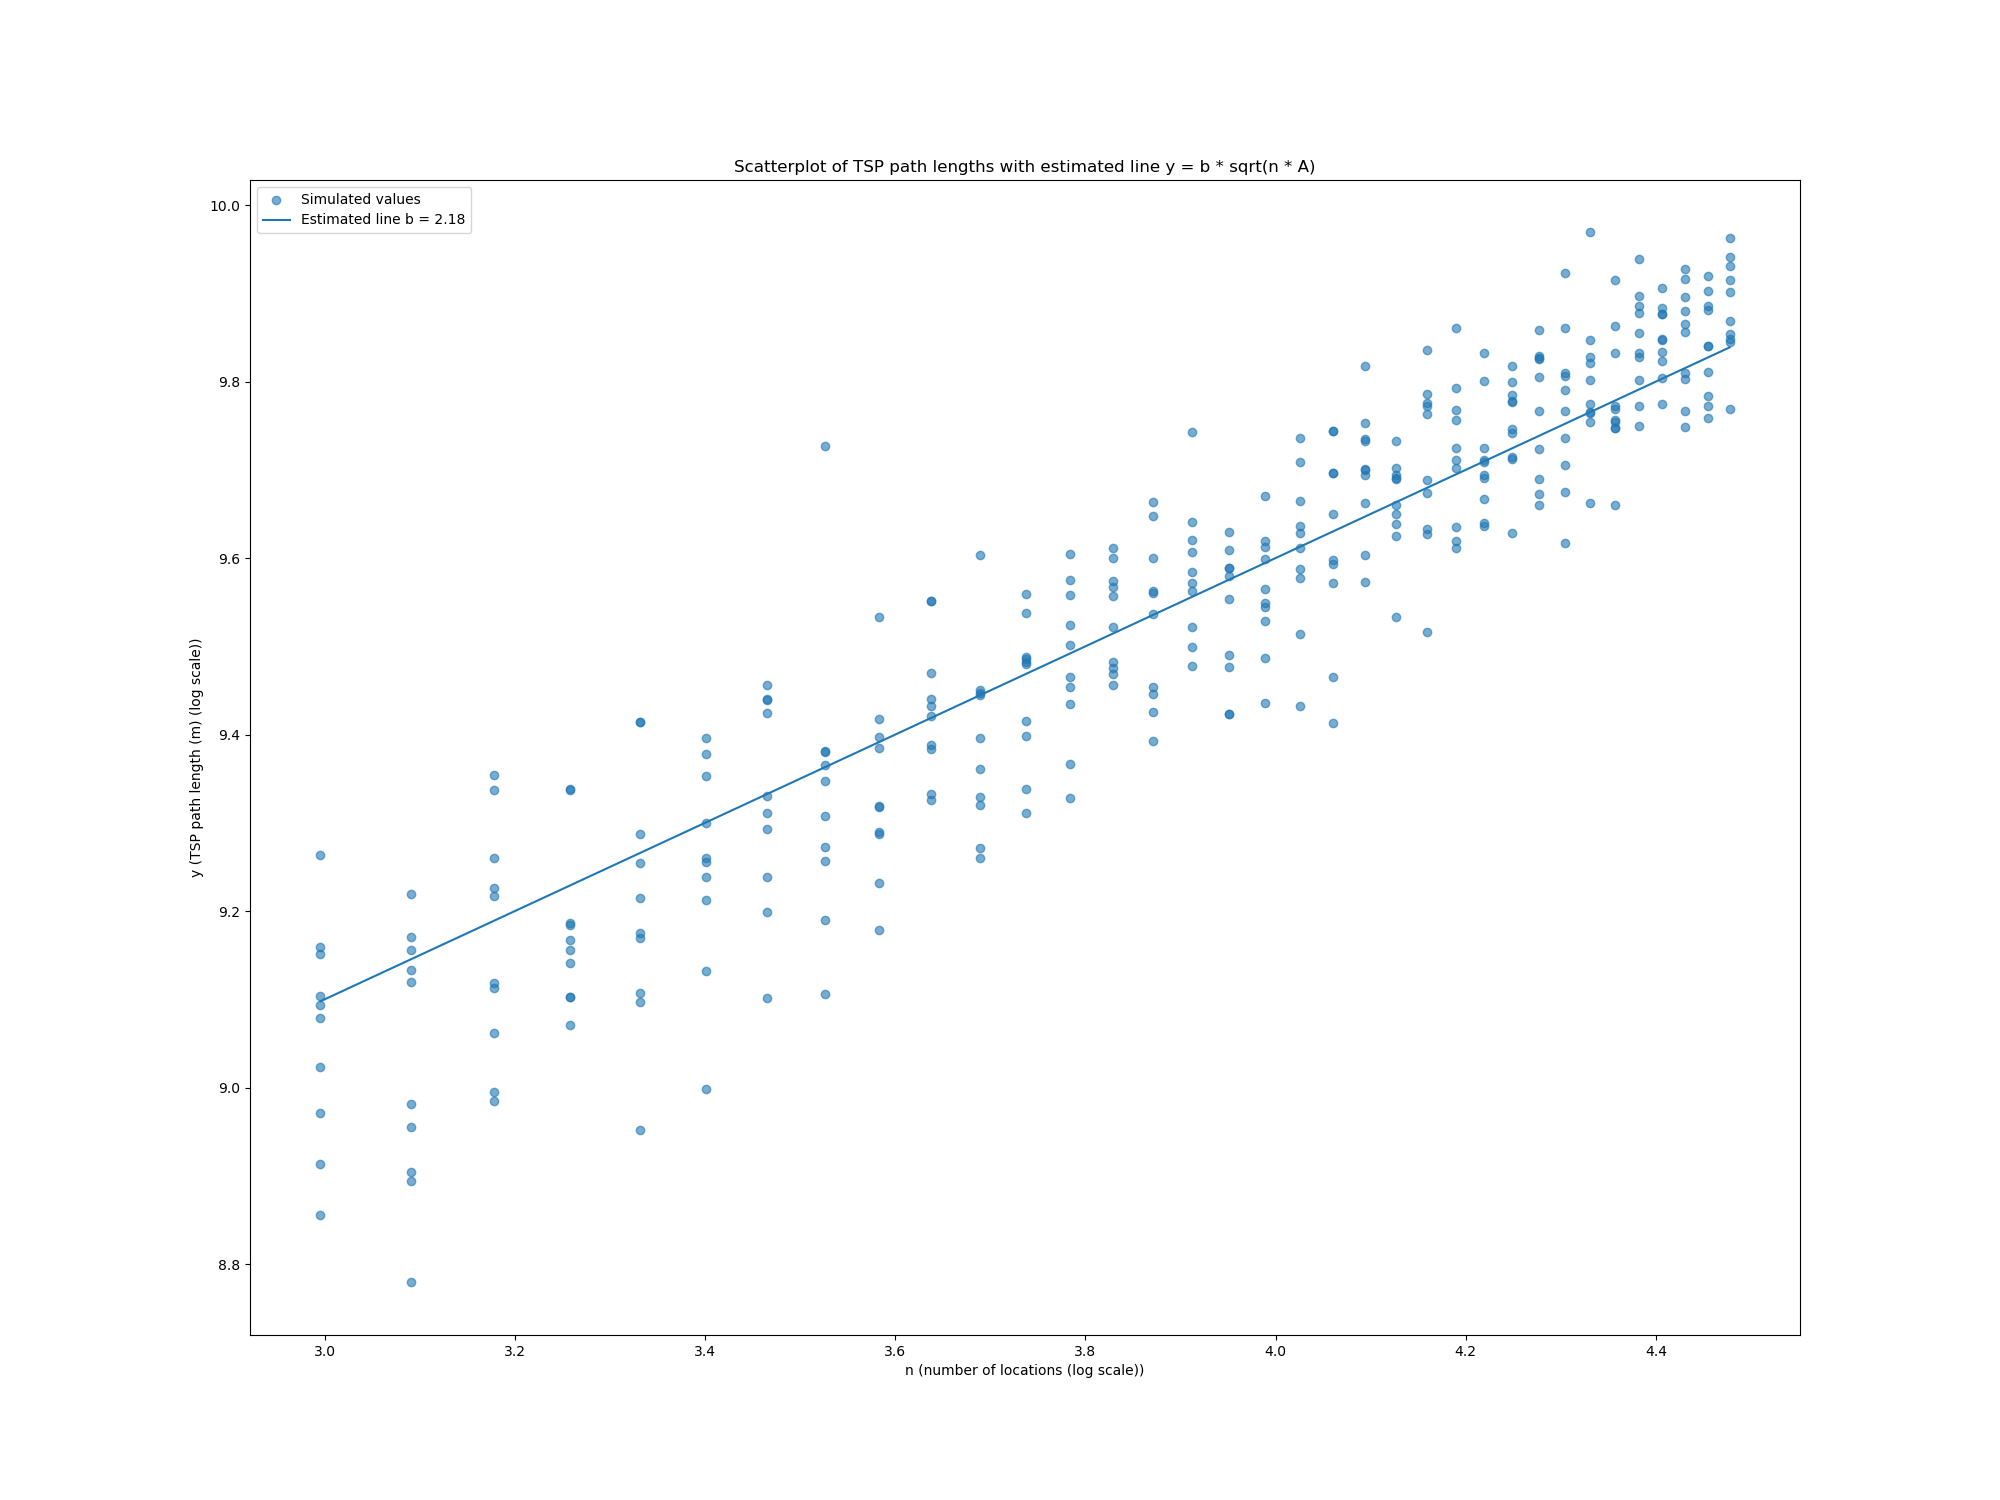 Scatterplot of TSP path lengths with estimated line y = b * sqrt(n * A)
Simulated values
Estimated line b = 2.18
10.0
9.8
9.6
9.4
9.2
9.0
8.8
y (TSP path length (m) (log scale))
3.0 3.2 3.4 3.6 3.8 4.0 4.2 4.4
n (number of locations (log scale))